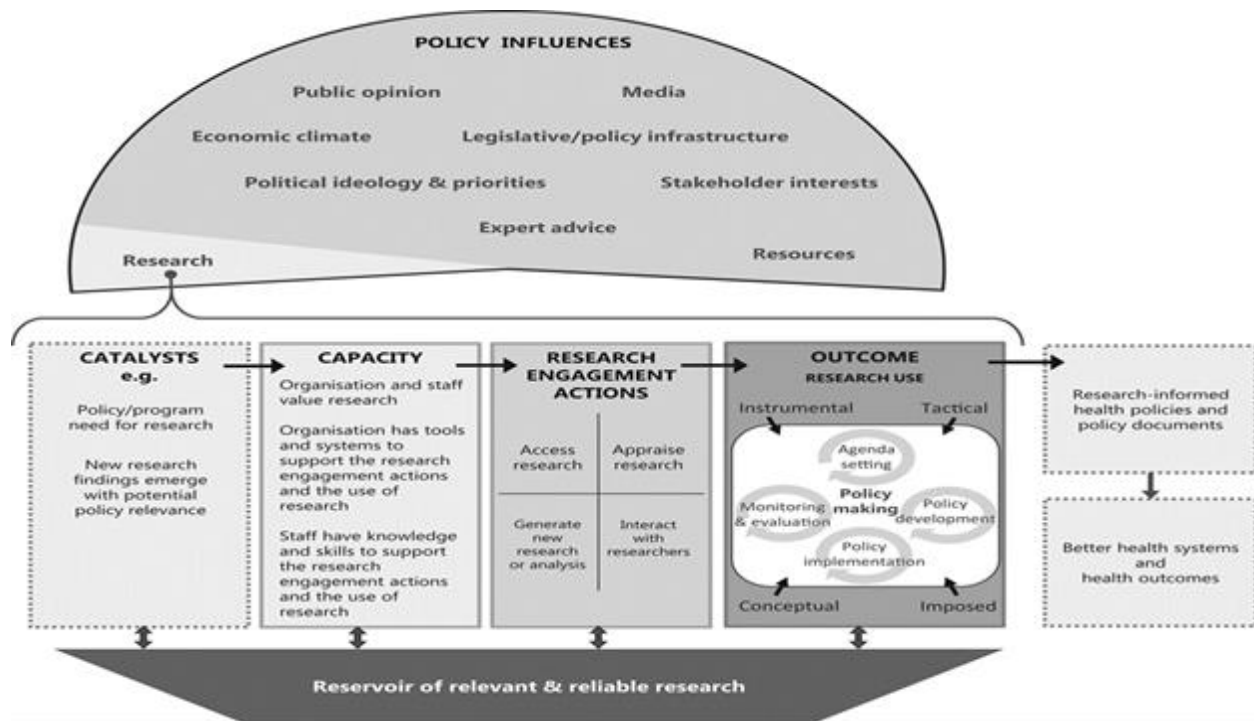 POLICY INFLUENCES
Public opinion
Media
Economic climate
Legislative/policy infrastructure
Political ideology & priorities
Stakeholder interests
Expert advice
Resources
Research
CATALYSTS
e.g.
Policy/program
need for research
New research
findings emerge
with potential
policy relevance
CAPACITY
Organisation and staff
value research
Organisation has tools
and systems to
support the research
engagement actions
and the use of
research
Staff have knowledge
and skills to support
the research
engagement actions
and the use of
research
RESEARCH
ENGAGEMENT
ACTIONS
Access
research
Appraise
research
Generate
new
research
or analysis
Interact
with
researchers
OUTCOME
RESEARCH USE
Instrumental
Tactical
Agenda
setting
Monitoring
& evaluation
Policy
making
Policy
development
Policy
implementation
Conceptual
Imposed
Research-informed
health policies and
policy documents
Better health systems
and
health outcomes
Reservoir of relevant & reliable research